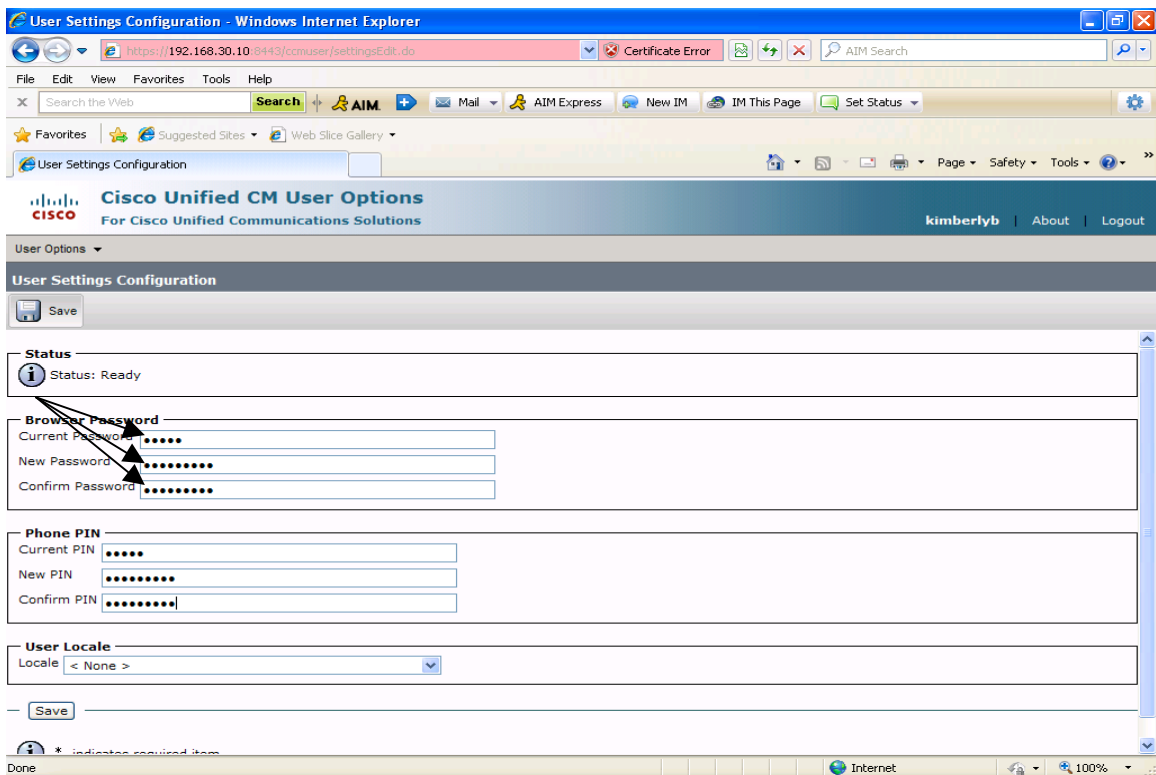 User Settings Configuration - Windows Internet Explorer
https://192.168.30.10:8443/ccmuser/settingsEdit.do Certificate Error AIM Search
File Edit View Favorites Tools Help
x Search the Web Search AIM. Mail AIM Express New IM IM This Page Set Status
Favorites Suggested Sites Web Slice Gallery
User Settings Configuration Page Safety Tools »
CISCO Cisco Unified CM User Options
For Cisco Unified Communications Solutions kimberlyb | About | Logout
User Options
User Settings Configuration
Save
Status
i Status: Ready
Browser Password
Current Password •••••
New Password •••••••••
Confirm Password •••••••••
Phone PIN
Current PIN •••••
New PIN •••••••••
Confirm PIN •••••••••
User Locale
Locale < None >
Save
i * indicates required item
Done Internet 100%